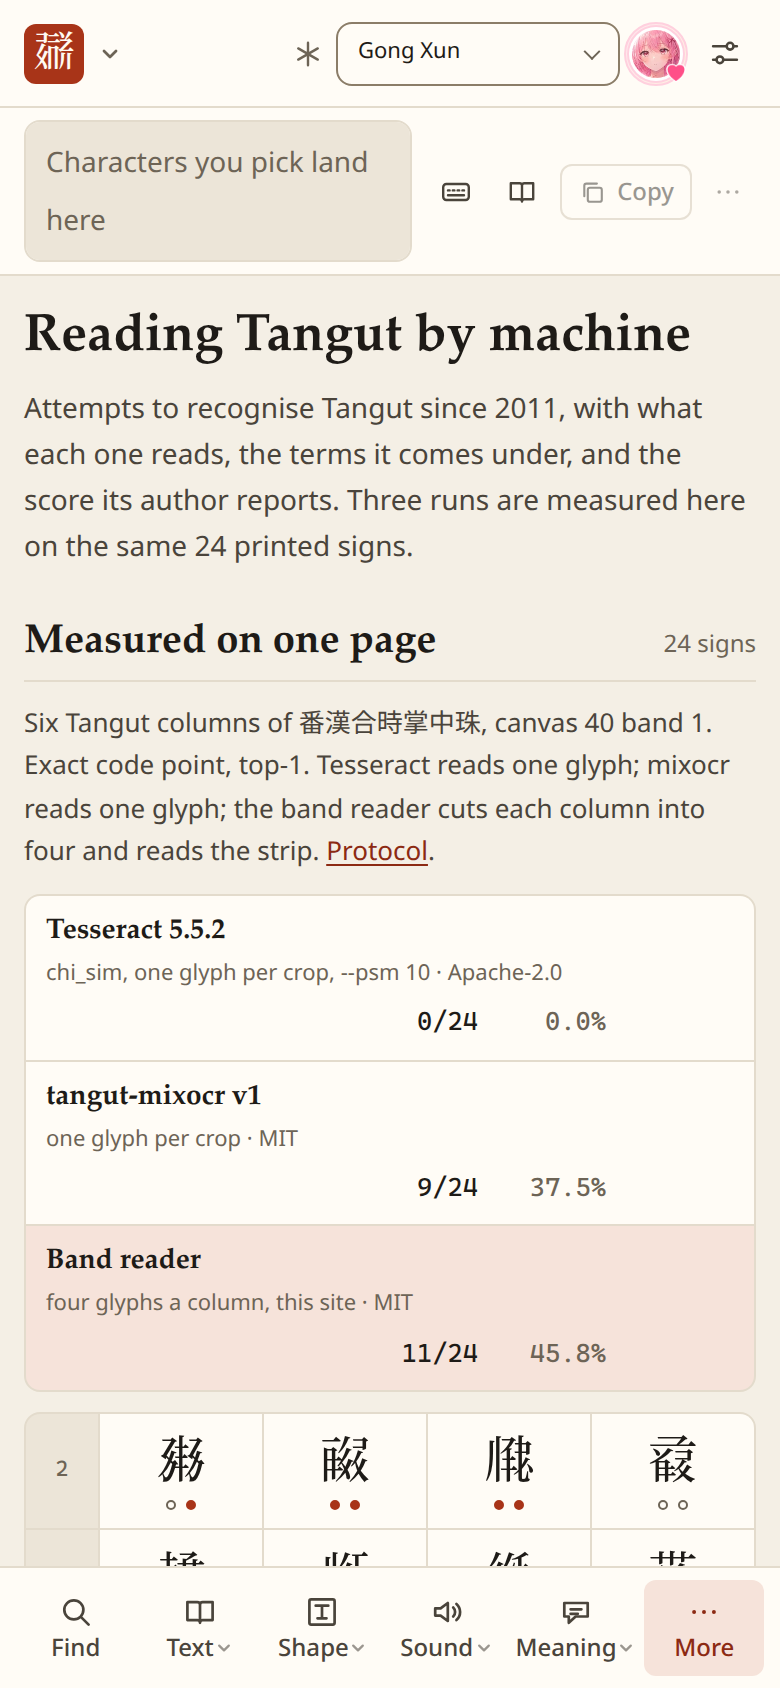 Gong Xun
Characters you pick land
here
Copy
Reading Tangut by machine
Attempts to recognise Tangut since 2011, with what
each one reads, the terms it comes under, and the
score its author reports. Three runs are measured here
on the same 24 printed signs.
Measured on one page
24 signs
Six Tangut columns of 番漢合時掌中珠, canvas 40 band 1.
Exact code point, top-1. Tesseract reads one glyph; mixocr
reads one glyph; the band reader cuts each column into
four and reads the strip. Protocol.
Tesseract 5.5.2
chi_sim, one glyph per crop, --psm 10 · Apache-2.0
0/24 0.0%
tangut-mixocr v1
one glyph per crop · MIT
9/24 37.5%
Band reader
four glyphs a column, this site · MIT
11/24 45.8%
2
Find
Text
Shape
Sound
Meaning
More